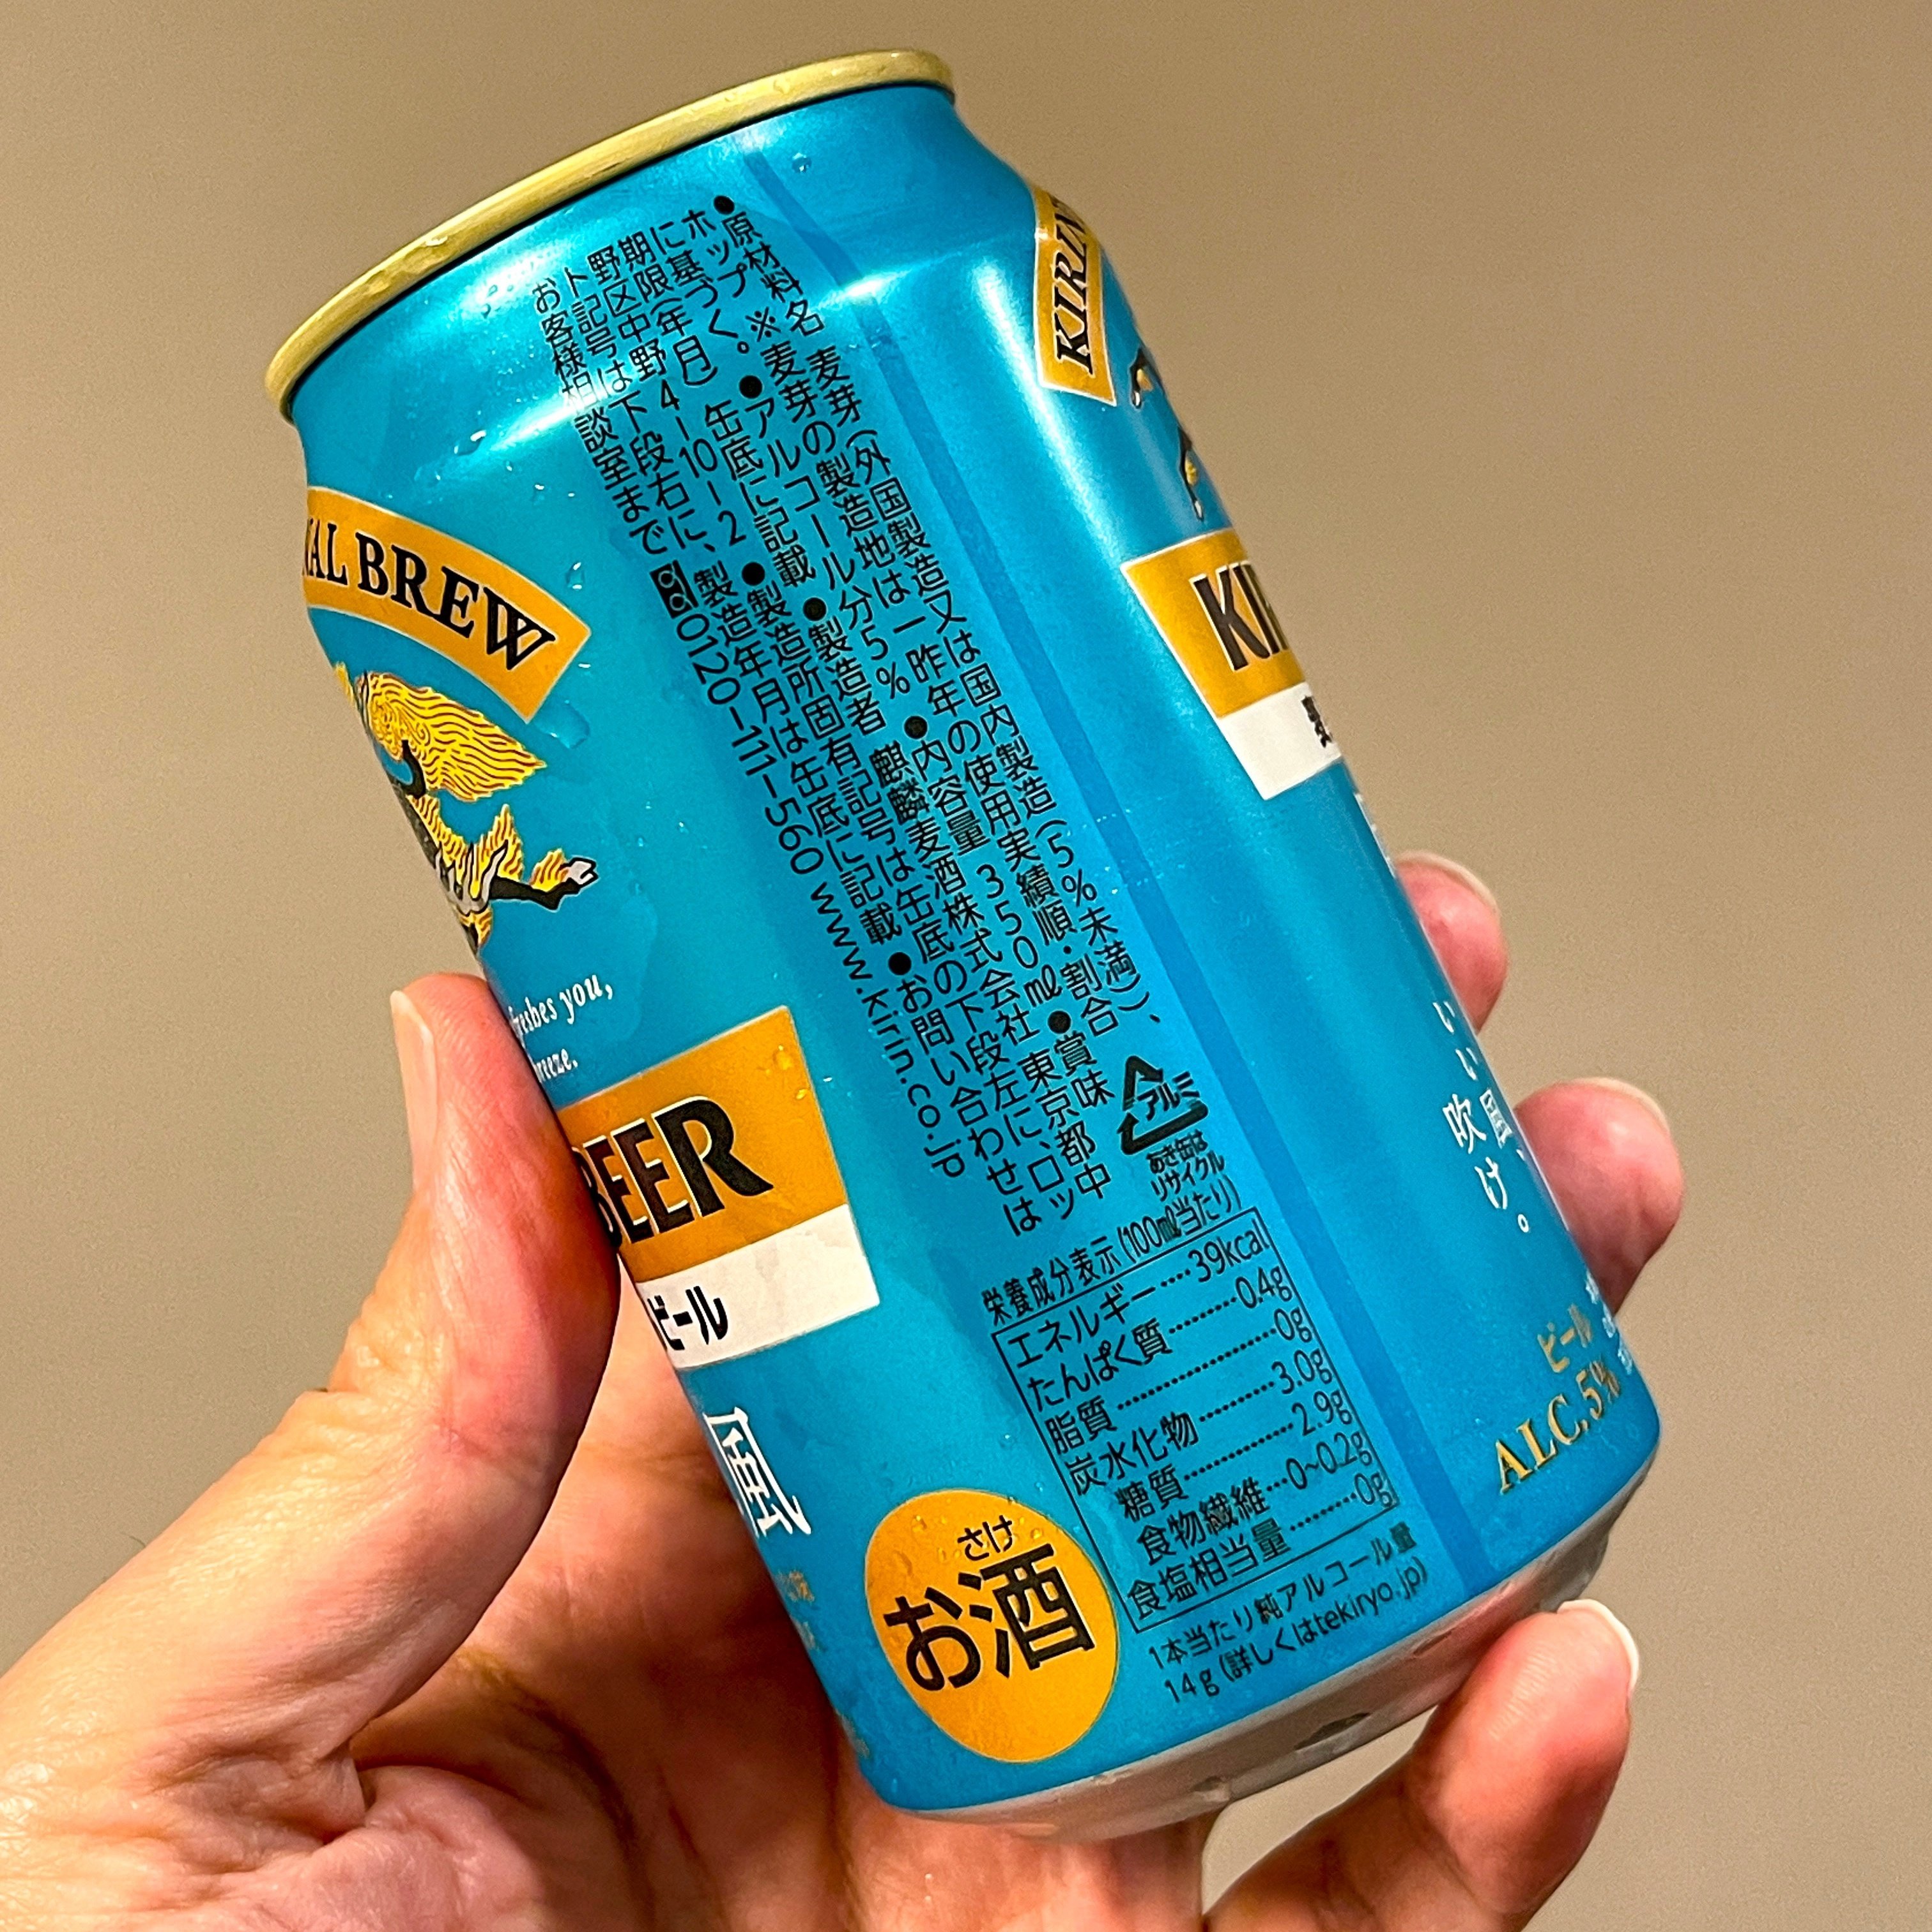 NAL BREW
freshes you,
breeze.
BEER
ビール
風
●原材料名 麦芽(外国製造又は国内製造(5%未満))、
ホップ ※麦芽の製造地は一昨年の使用実績順・割合
に基づく。●アルコール分5% ●内容量 350㎖ ●賞味
期限(年月) 缶底に記載 ●製造者 麒麟麦酒株式会社 東京都中
野区中野4-10-2 ●製造所固有記号は缶底の下段左に、ロッ
ト記号は下段右に、製造年月は缶底に記載 ●お問い合わせは
お客様相談室まで 0120-111-560 www.kirin.co.jp
アルミ
あき缶は
リサイクル
栄養成分表示(100㎖当たり)
エネルギー……39kcal
たんぱく質……0.4g
脂質……0g
炭水化物……3.0g
糖質……2.9g
食物繊維…0~0.2g
食塩相当量……0g
1本当たり純アルコール量
14g(詳しくはtekiryo.jp)
さけ
お酒
KIRIN
KI
いい風、
吹け。
ビール
ALC.5%